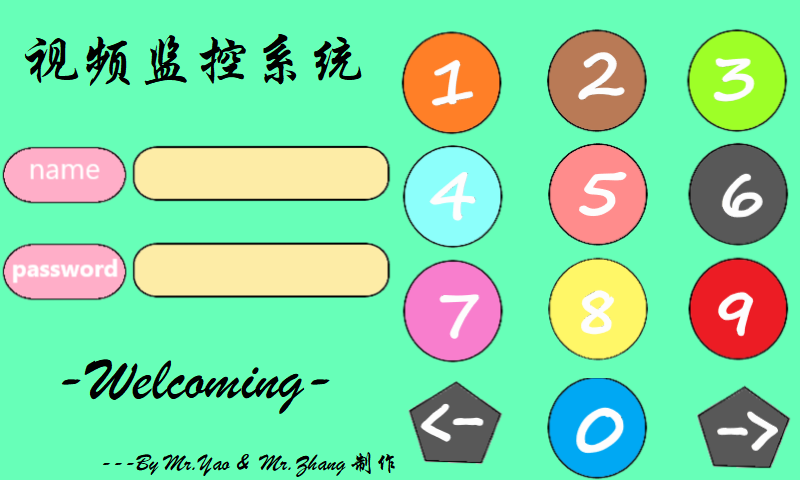 视频监控系统
name
password
-Welcoming-
---By Mr.Yao & Mr.Zhang 制作
1 2 3
4 5 6
7 8 9
<- 0 ->